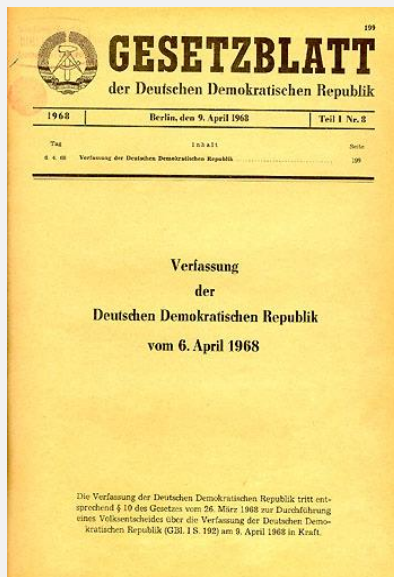 199
GESETZBLATT
der Deutschen Demokratischen Republik
1968 Berlin, den 9. April 1968 Teil I Nr. 8
Tag Inhalt Seite
6. 4. 68 Verfassung der Deutschen Demokratischen Republik 199
Verfassung
der
Deutschen Demokratischen Republik
vom 6. April 1968
Die Verfassung der Deutschen Demokratischen Republik tritt ent-
sprechend § 10 des Gesetzes vom 26. März 1968 zur Durchführung
eines Volksentscheides über die Verfassung der Deutschen Demo-
kratischen Republik (GBl. I S. 192) am 9. April 1968 in Kraft.